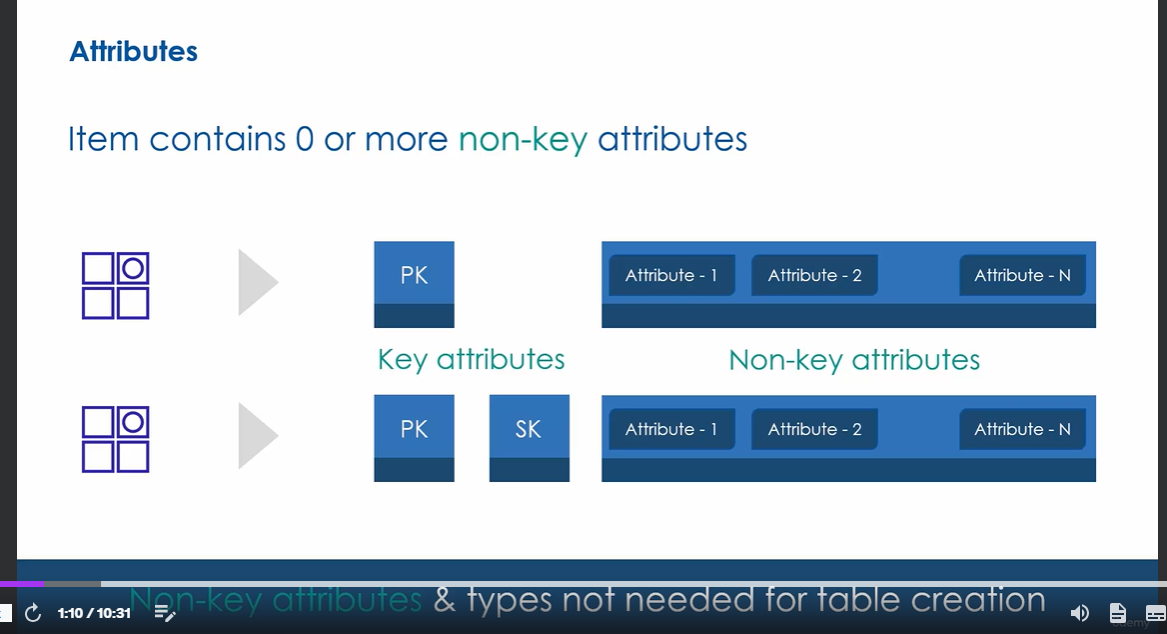 Attributes
Item contains 0 or more non-key attributes
PK
Attribute - 1
Attribute - 2
Attribute - N
Key attributes
Non-key attributes
PK
SK
Attribute - 1
Attribute - 2
Attribute - N
Non-key attributes & types not needed for table creation
1:10 / 10:31
udemy